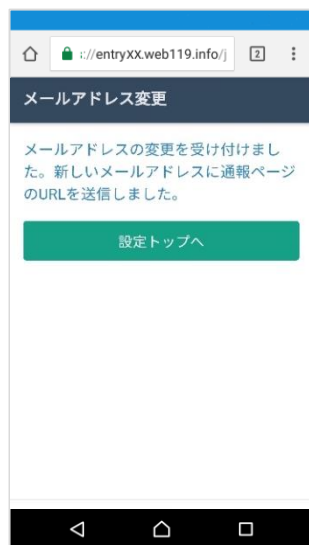 ://entryXX.web119.info/j
2
メールアドレス変更
メールアドレスの変更を受け付けまし
た。新しいメールアドレスに通報ページ
のURLを送信しました。
設定トップへ